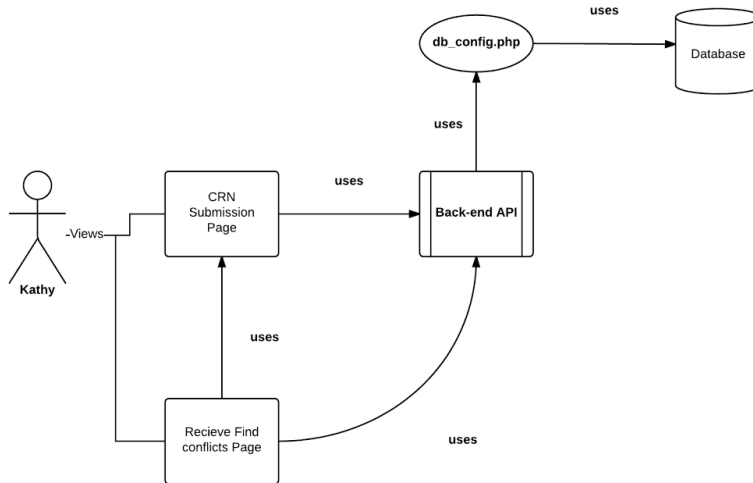 uses
db_config.php
Database
uses
uses
CRN
Submission
Page
Back-end API
Views
Kathy
uses
Recieve Find
conflicts Page
uses